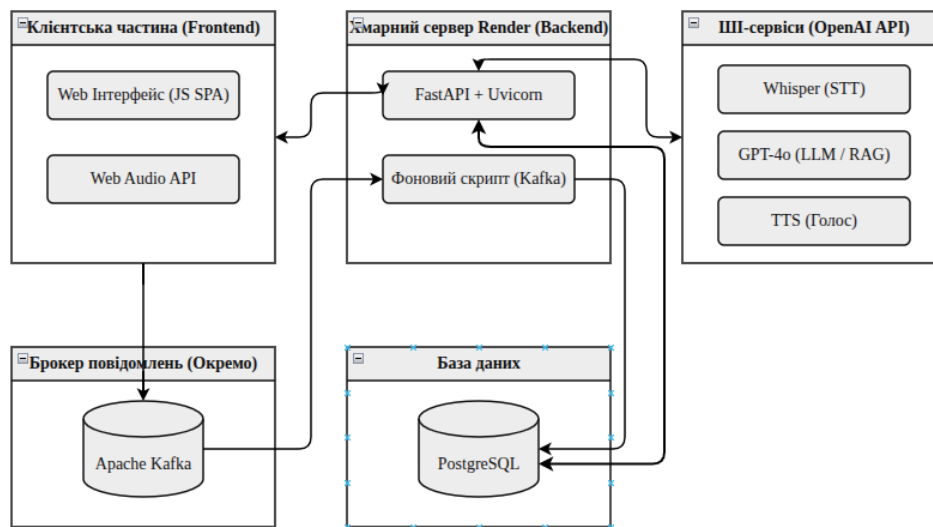 Клієнтська частина (Frontend)
Web Інтерфейс (JS SPA)
Web Audio API
Хмарний сервер Render (Backend)
FastAPI + Uvicorn
Фоновий скрипт (Kafka)
ШІ-сервіси (OpenAI API)
Whisper (STT)
GPT-4o (LLM / RAG)
TTS (Голос)
Брокер повідомлень (Окремо)
Apache Kafka
База даних
PostgreSQL